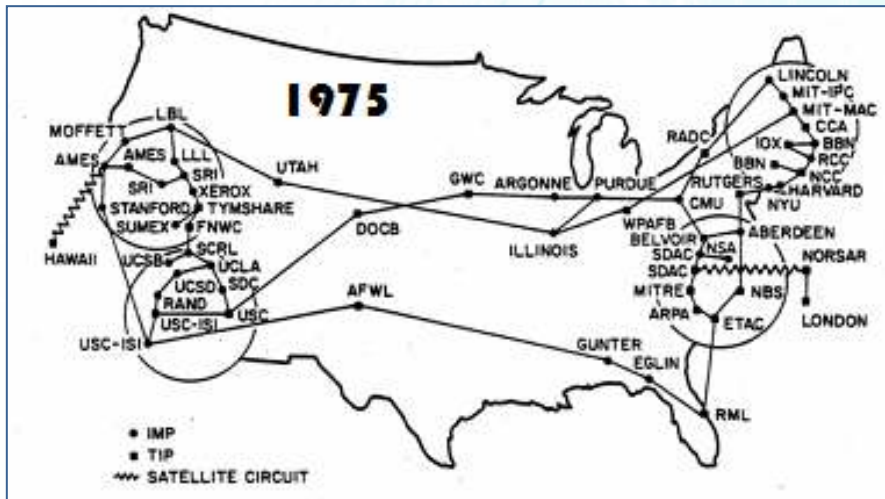 1975
LINCOLN
MIT-IPC
MIT-MAC
CCA
BBN
RCC
NCC
HARVARD
NYU
IOX
BBN
RUTGERS
RADC
CMU
WPAFB
BELVOIR
ABERDEEN
NSA
SDAC
SDAC
NORSAR
MITRE
NBS
LONDON
ARPA
ETAC
LBL
MOFFETT
AMES
AMES
LLL
SRI
SRI
XEROX
STANFORD
TYMSHARE
SUMEX
FNWC
HAWAII
SCRL
UCSB
UCLA
UCSD
SDC
RAND
USC-ISI
USC
USC-ISI
UTAH
GWC
ARGONNE
PURDUE
DOCB
ILLINOIS
AFWL
GUNTER
EGLIN
RML
IMP
TIP
SATELLITE CIRCUIT